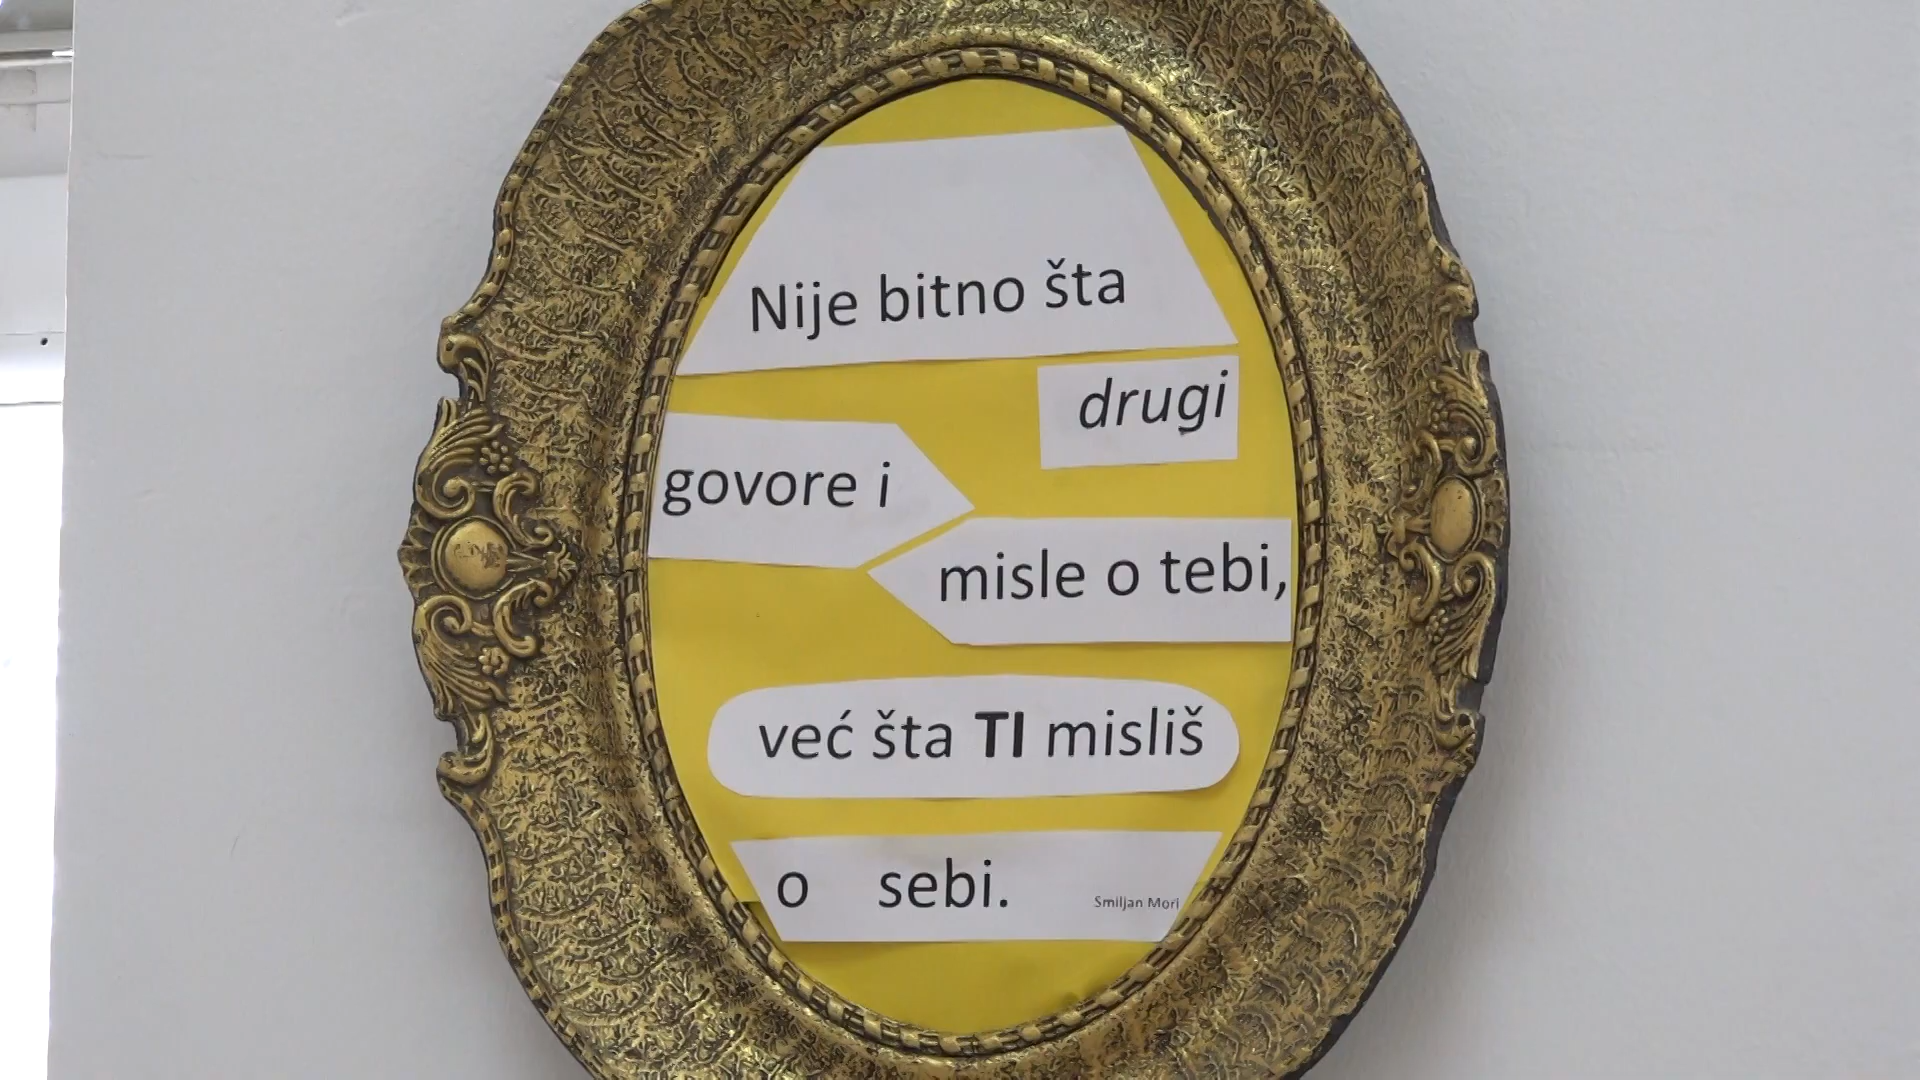 Nije bitno šta
drugi
govore i
misle o tebi,
već šta TI misliš
o sebi.
Smiljan Mori